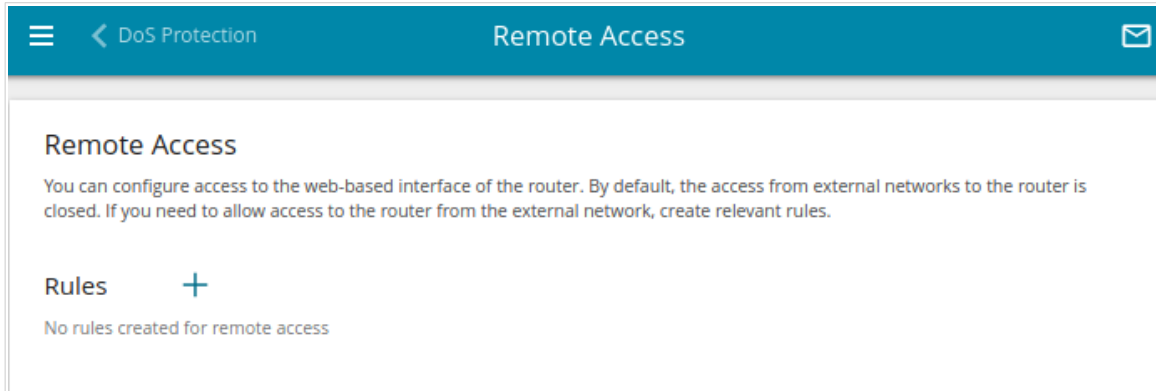 DoS Protection
Remote Access
Remote Access
You can configure access to the web-based interface of the router. By default, the access from external networks to the router is
closed. If you need to allow access to the router from the external network, create relevant rules.
Rules
No rules created for remote access